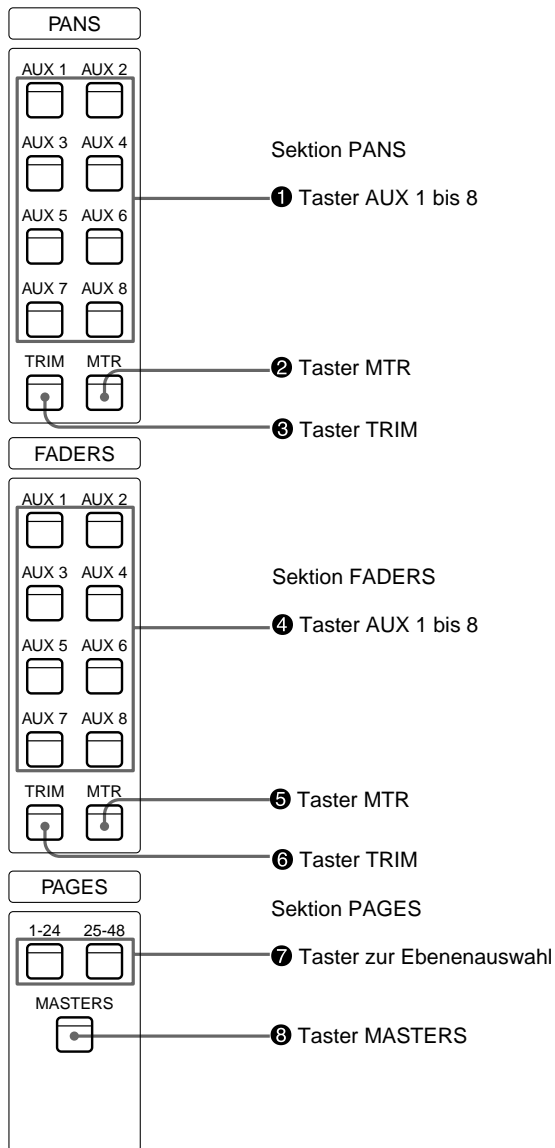 PANS
AUX 1 AUX 2
AUX 3 AUX 4
Sektion PANS
❶ Taster AUX 1 bis 8
AUX 5 AUX 6
AUX 7 AUX 8
TRIM MTR
❷ Taster MTR
❸ Taster TRIM
FADERS
AUX 1 AUX 2
AUX 3 AUX 4
Sektion FADERS
❹ Taster AUX 1 bis 8
AUX 5 AUX 6
AUX 7 AUX 8
TRIM MTR
❺ Taster MTR
❻ Taster TRIM
PAGES
Sektion PAGES
1-24 25-48
❼ Taster zur Ebenenauswahl
MASTERS
❽ Taster MASTERS